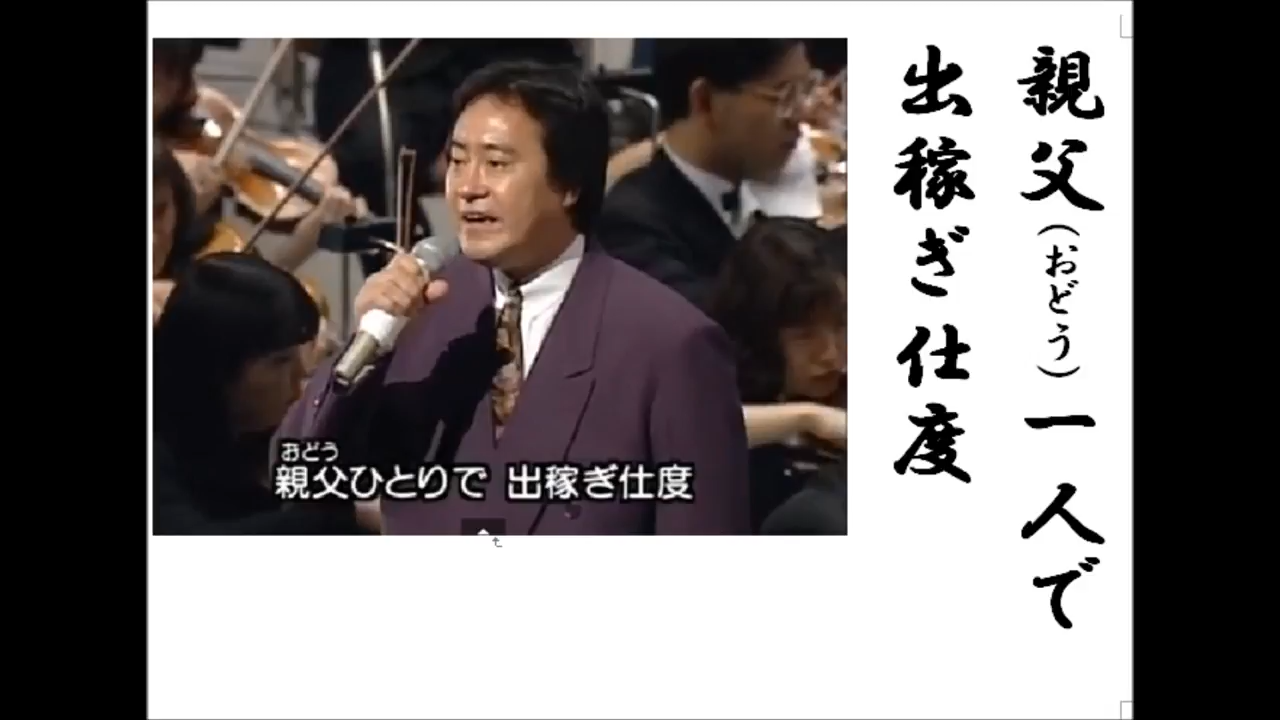 親父(おどう)一人で
出稼ぎ仕度
おどう
親父ひとりで 出稼ぎ仕度